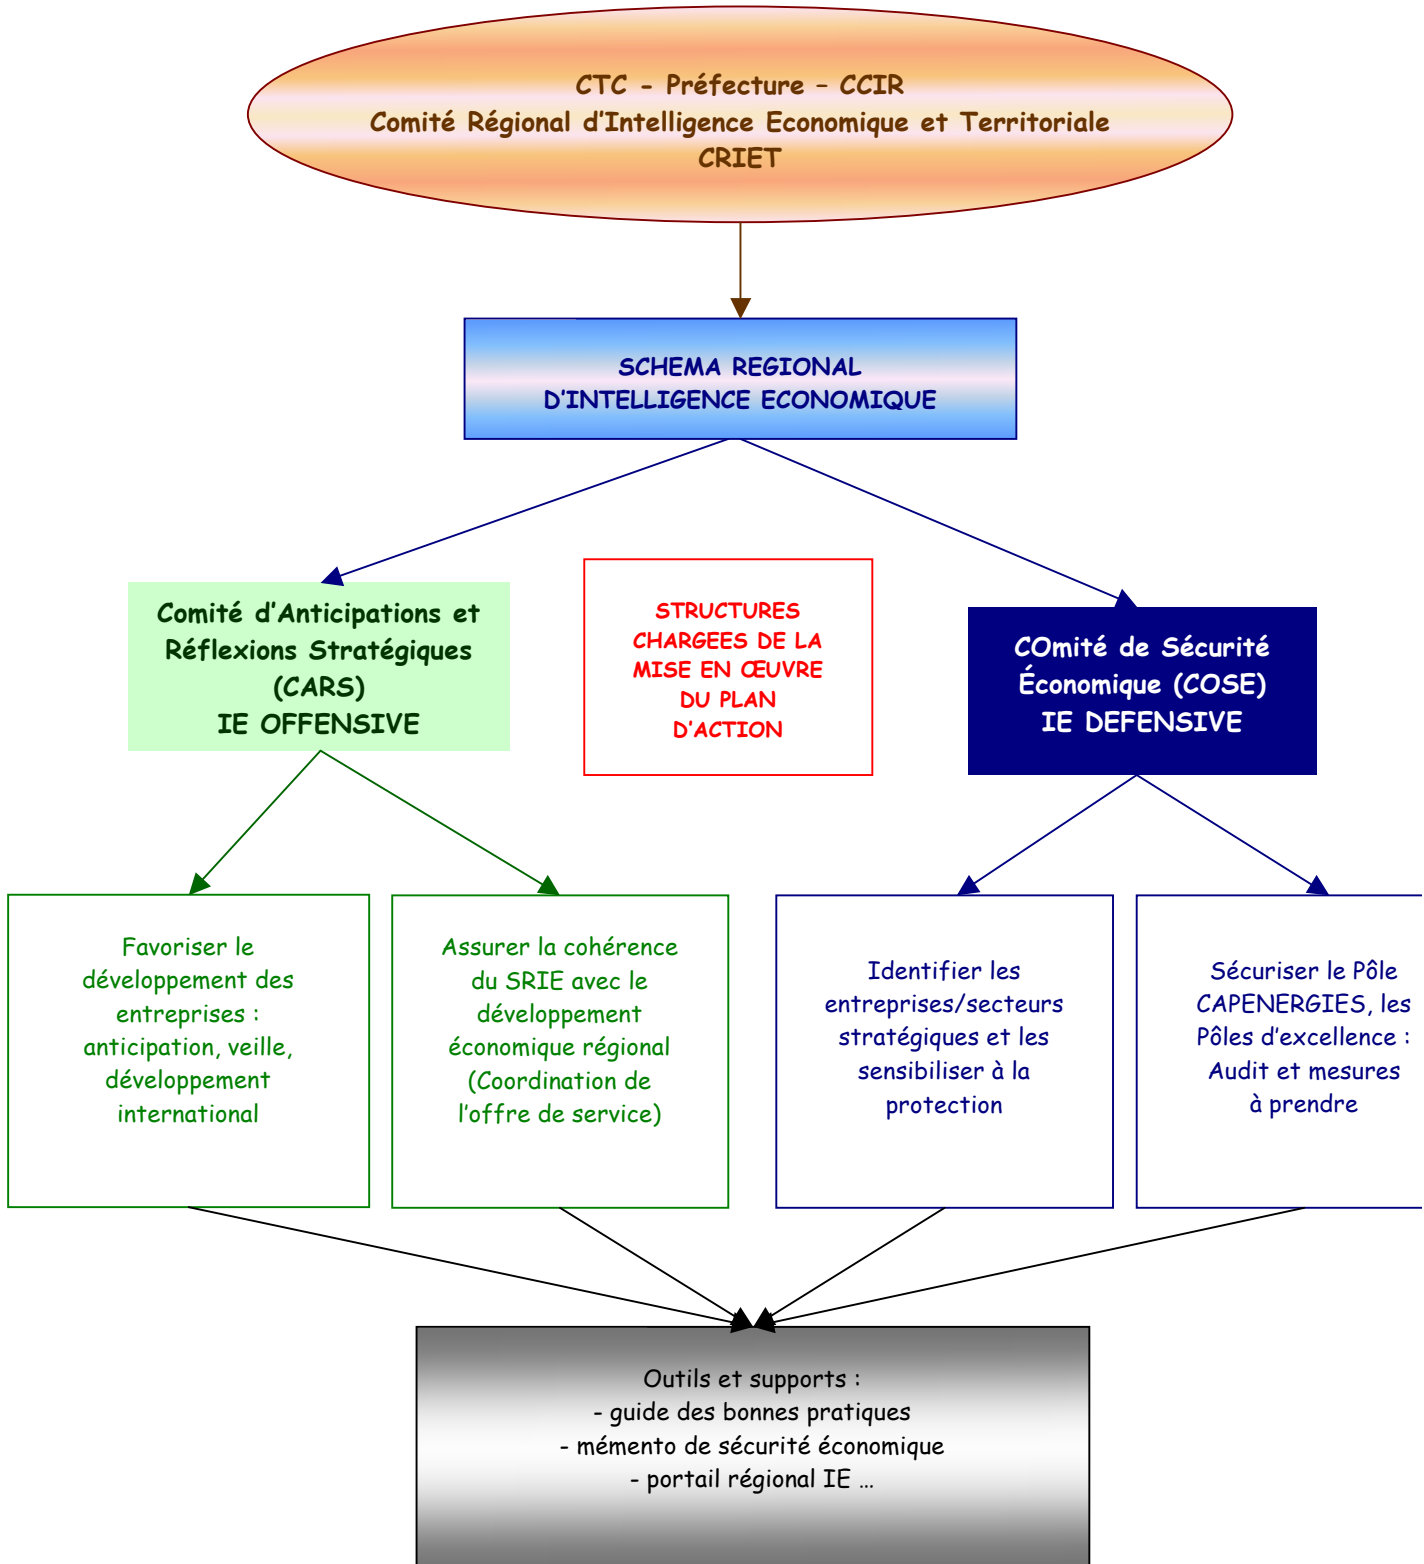 CTC - Préfecture – CCIR
Comité Régional d'Intelligence Economique et Territoriale
CRIET
SCHEMA REGIONAL
D'INTELLIGENCE ECONOMIQUE
Comité d'Anticipations et
Réflexions Stratégiques
(CARS)
IE OFFENSIVE
STRUCTURES
CHARGEES DE LA
MISE EN ŒUVRE
DU PLAN
D'ACTION
COmité de Sécurité
Économique (COSE)
IE DEFENSIVE
Favoriser le
développement des
entreprises :
anticipation, veille,
développement
international
Assurer la cohérence
du SRIE avec le
développement
économique régional
(Coordination de
l'offre de service)
Identifier les
entreprises/secteurs
stratégiques et les
sensibiliser à la
protection
Sécuriser le Pôle
CAPENERGIES, les
Pôles d'excellence :
Audit et mesures
à prendre
Outils et supports :
- guide des bonnes pratiques
- mémento de sécurité économique
- portail régional IE …